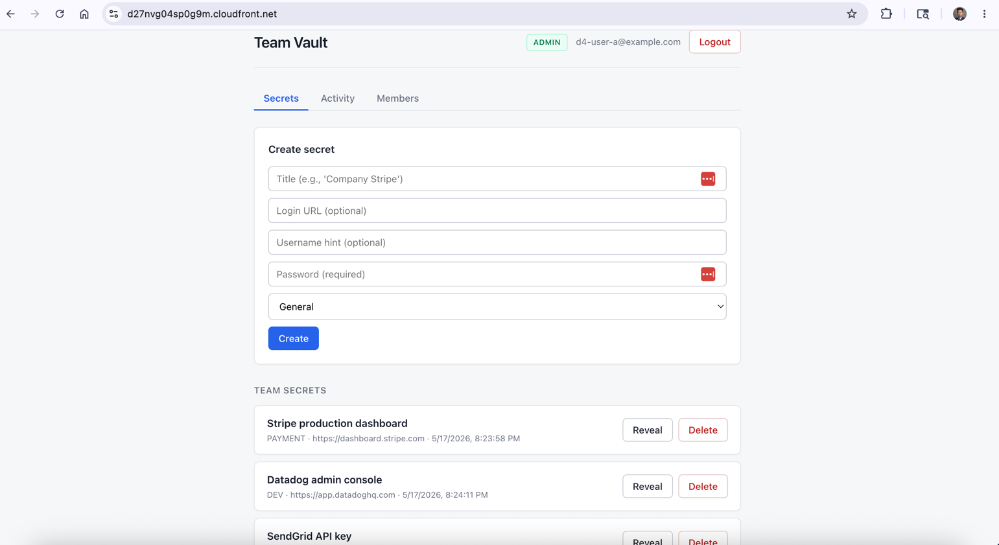 d27nvg04sp0g9m.cloudfront.net
Team Vault
ADMIN
d4-user-a@example.com
Logout
Secrets
Activity
Members
Create secret
Title (e.g., 'Company Stripe')
Login URL (optional)
Username hint (optional)
Password (required)
General
Create
TEAM SECRETS
Stripe production dashboard
PAYMENT · https://dashboard.stripe.com · 5/17/2026, 8:23:58 PM
Reveal
Delete
Datadog admin console
DEV · https://app.datadoghq.com · 5/17/2026, 8:24:11 PM
Reveal
Delete
SendGrid API key
Reveal
Delete